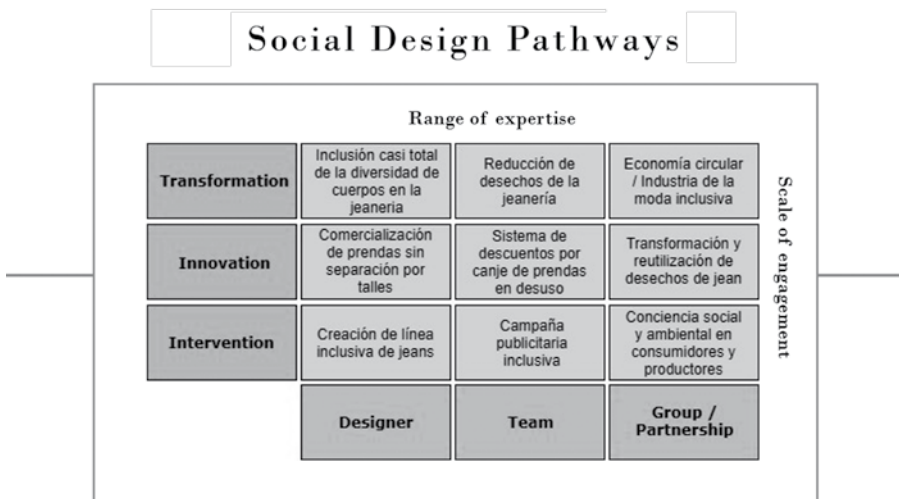 Social Design Pathways
Range of expertise
Transformation
Inclusión casi total
de la diversidad de
cuerpos en la
jeaneria
Reducción de
desechos de la
jeanería
Economía circular
/ Industria de la
moda inclusiva
Innovation
Comercialización
de prendas sin
separación por
talles
Sistema de
descuentos por
canje de prendas
en desuso
Transformación y
reutilización de
desechos de jean
Intervention
Creación de línea
inclusiva de jeans
Campaña
publicitaria
inclusiva
Conciencia social
y ambiental en
consumidores y
productores
Designer
Team
Group /
Partnership
Scale of engagement